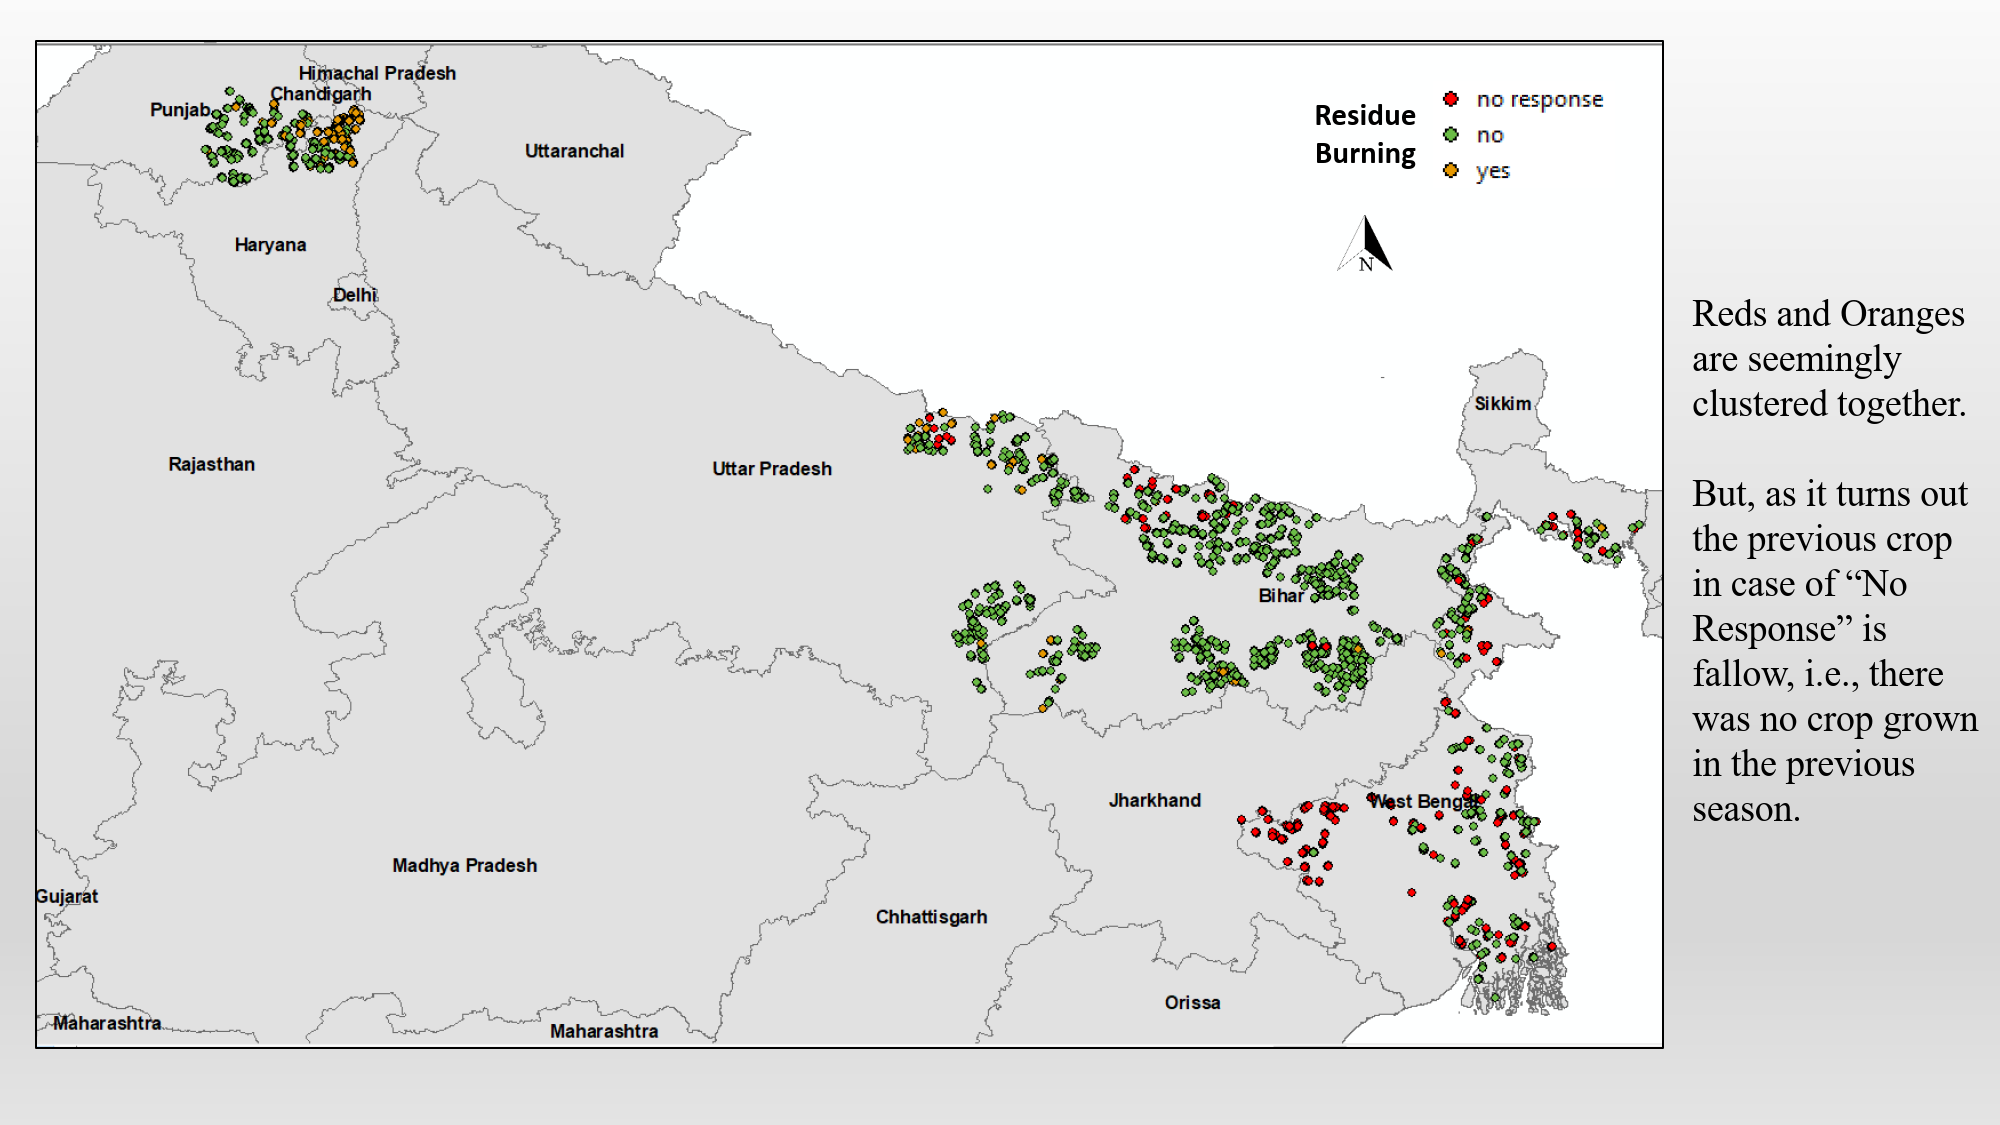 Himachal Pradesh
Chandigarh
Punjab
Uttaranchal
Haryana
Delhi
Rajasthan
Uttar Pradesh
Sikkim
Bihar
Jharkhand
West Bengal
Madhya Pradesh
Gujarat
Chhattisgarh
Orissa
Maharashtra
Maharashtra
Residue
Burning
no response
no
yes
N
Reds and Oranges
are seemingly
clustered together.
But, as it turns out
the previous crop
in case of “No
Response” is
fallow, i.e., there
was no crop grown
in the previous
season.